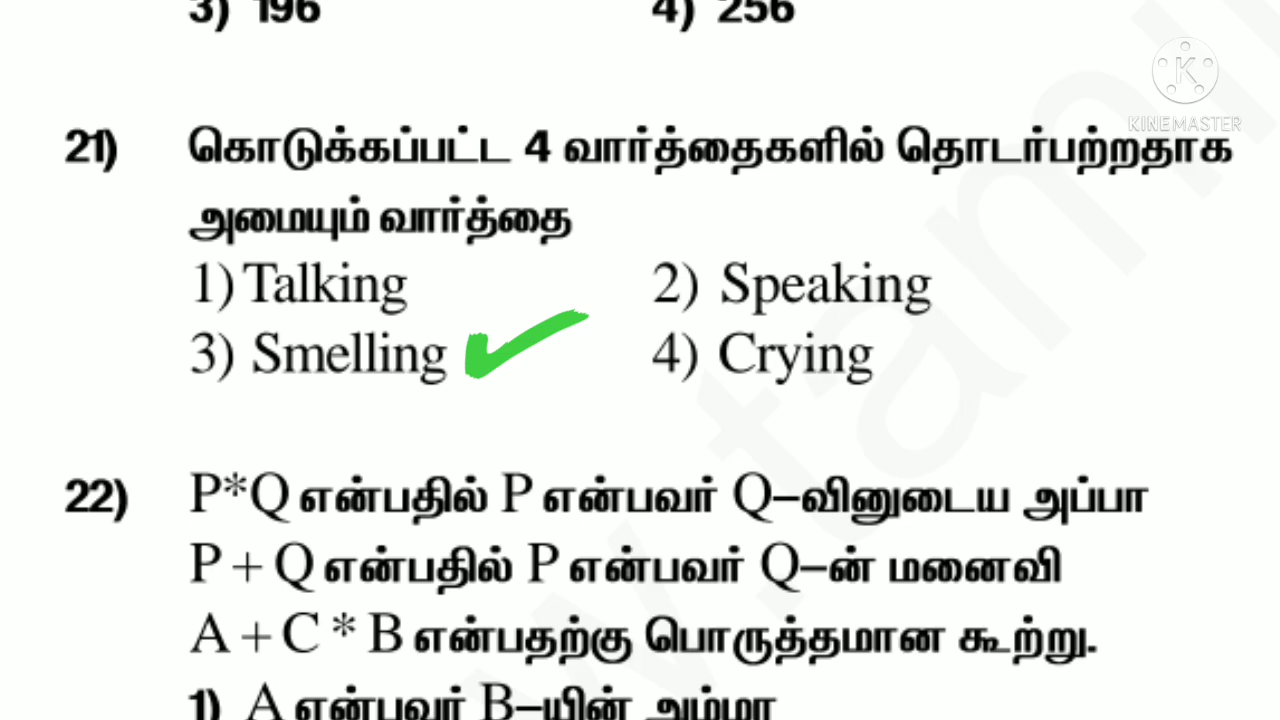 3) 196 4) 256
KINEMASTER
21) கொடுக்கப்பட்ட 4 வார்த்தைகளில் தொடர்பற்றதாக
அமையும் வார்த்தை
1) Talking 2) Speaking
3) Smelling 4) Crying
22) P*Q என்பதில் P என்பவர் Q–வினுடைய அப்பா
P + Q என்பதில் P என்பவர் Q–ன் மனைவி
A + C * B என்பதற்கு பொருத்தமான கூற்று.
1) A என்பவர் B–யின் அம்மா